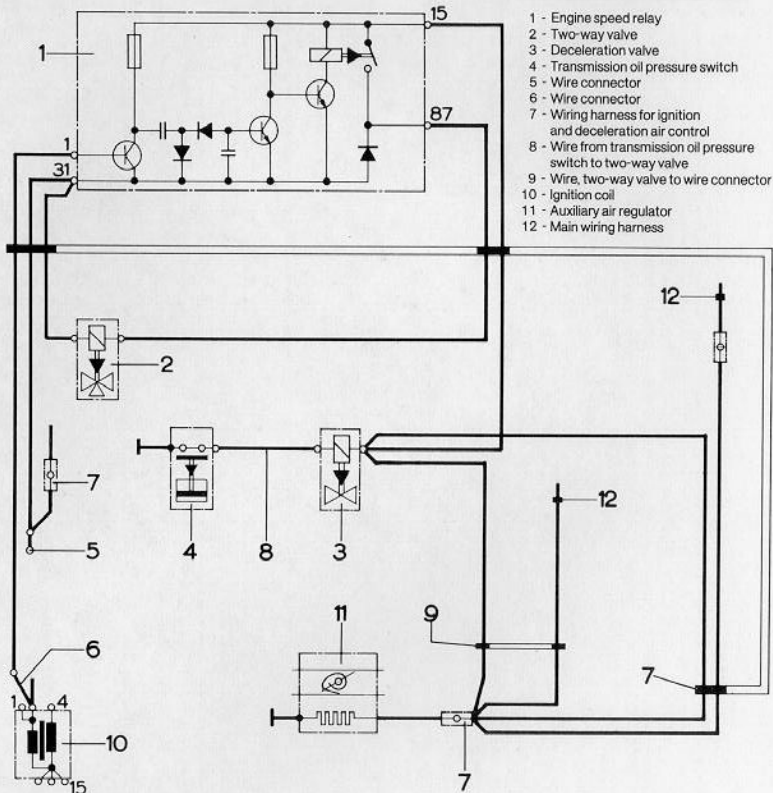 15
1 - Engine speed relay
2 - Two-way valve
3 - Deceleration valve
4 - Transmission oil pressure switch
5 - Wire connector
6 - Wire connector
7 - Wiring harness for ignition
and deceleration air control
8 - Wire from transmission oil pressure
switch to two-way valve
9 - Wire, two-way valve to wire connector
10 - Ignition coil
11 - Auxiliary air regulator
12 - Main wiring harness
1
87
1
31
12
2
7
12
5
4
8
3
9
11
6
7
1
4
10
15
7